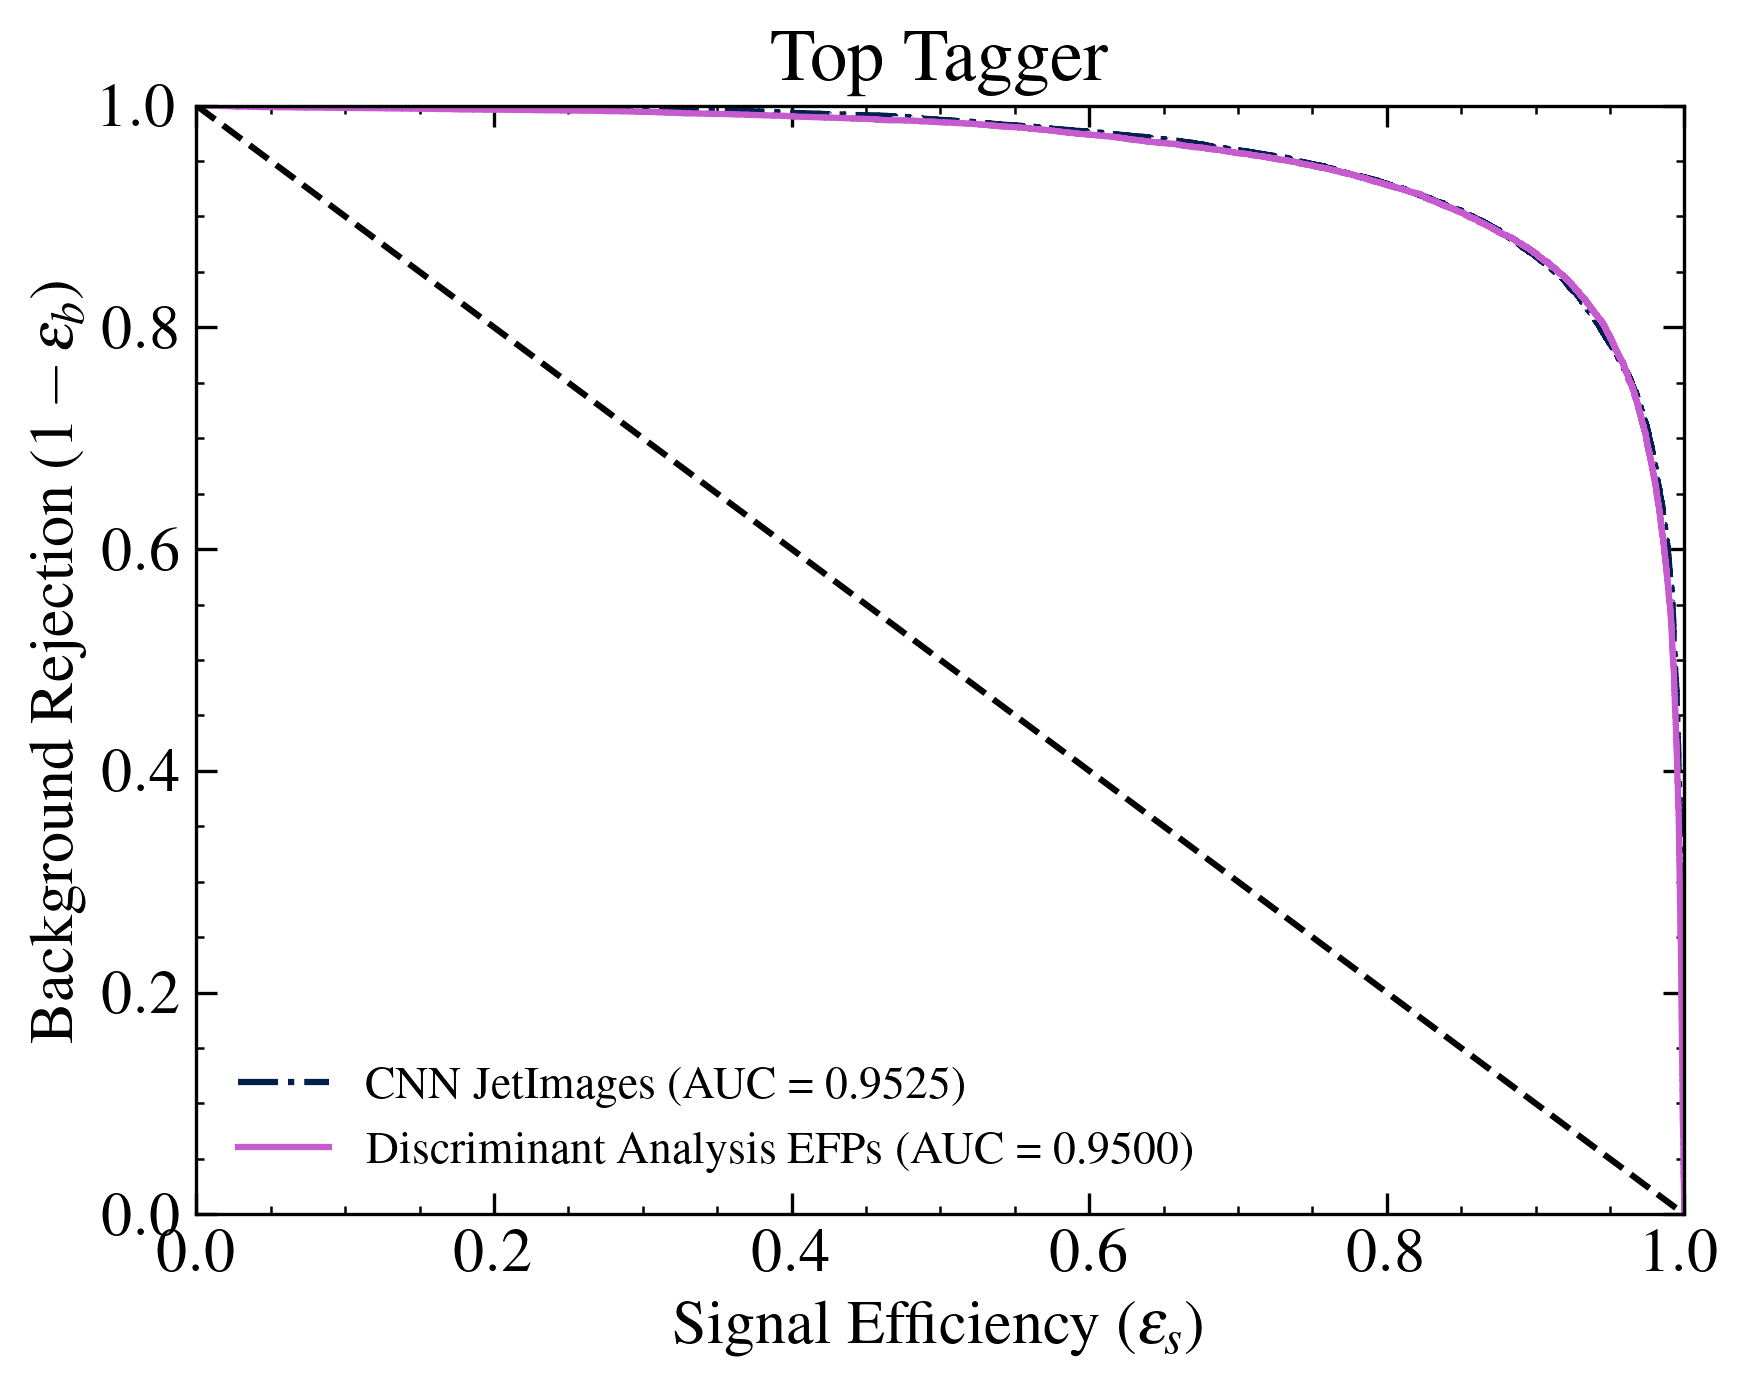 Top Tagger
Background Rejection (1 − ε_b)
1.0
0.8
0.6
0.4
0.2
0.0
CNN JetImages (AUC = 0.9525)
Discriminant Analysis EFPs (AUC = 0.9500)
0.0 0.2 0.4 0.6 0.8 1.0
Signal Efficiency (ε_s)